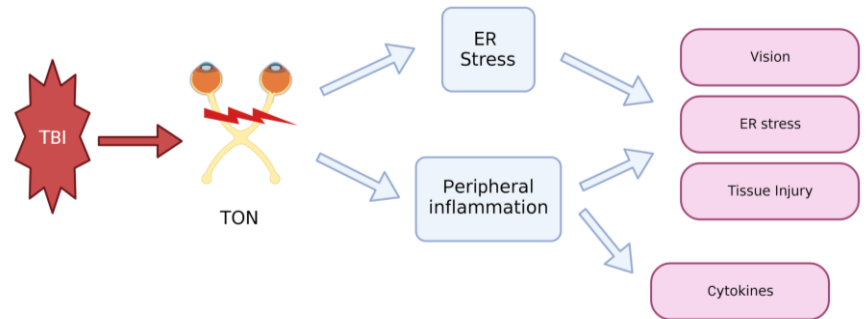 TBI
TON
ER
Stress
Peripheral
inflammation
Vision
ER stress
Tissue Injury
Cytokines